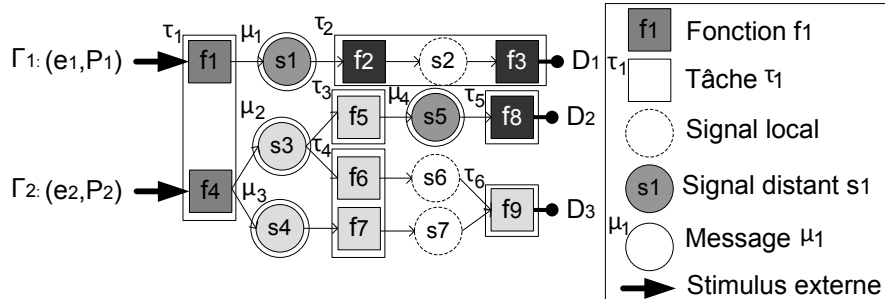 τ1 μ1 τ2
Γ1: (e1,P1) f1 s1 f2 s2 f3 D1
τ3 μ4 τ5
μ2 f5 s5 f8 D2
s3 τ4
Γ2: (e2,P2) f4 μ3 f6 s6 τ6
f9 D3
s4 f7 s7
f1 Fonction f1
τ1 Tâche τ1
Signal local
s1 Signal distant s1
μ1 Message μ1
Stimulus externe